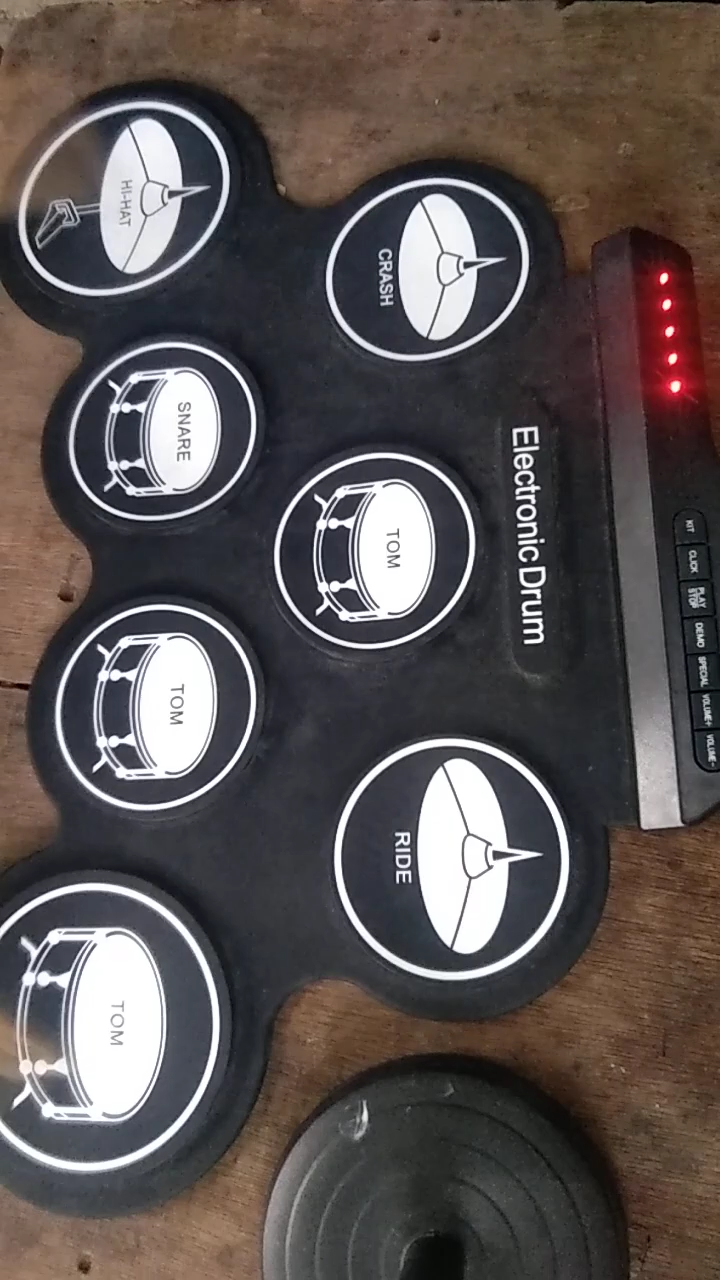 KIT
CLICK
PLAY
STOP
DEMO
SPECIAL
VOLUME+
VOLUME-
Electronic Drum
CRASH
RIDE
TOM
HI-HAT
SNARE
TOM
TOM